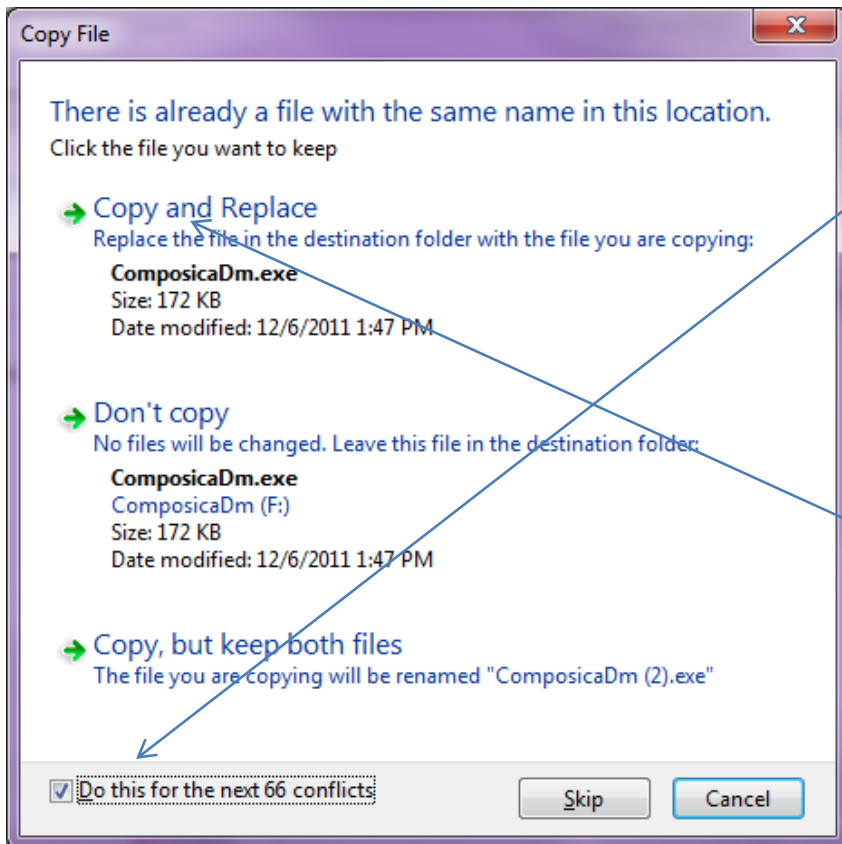 Copy File
There is already a file with the same name in this location.
Click the file you want to keep
Copy and Replace
Replace the file in the destination folder with the file you are copying:
ComposicaDm.exe
Size: 172 KB
Date modified: 12/6/2011 1:47 PM
Don't copy
No files will be changed. Leave this file in the destination folder:
ComposicaDm.exe
ComposicaDm (F:)
Size: 172 KB
Date modified: 12/6/2011 1:47 PM
Copy, but keep both files
The file you are copying will be renamed "ComposicaDm (2).exe"
Do this for the next 66 conflicts
Skip
Cancel